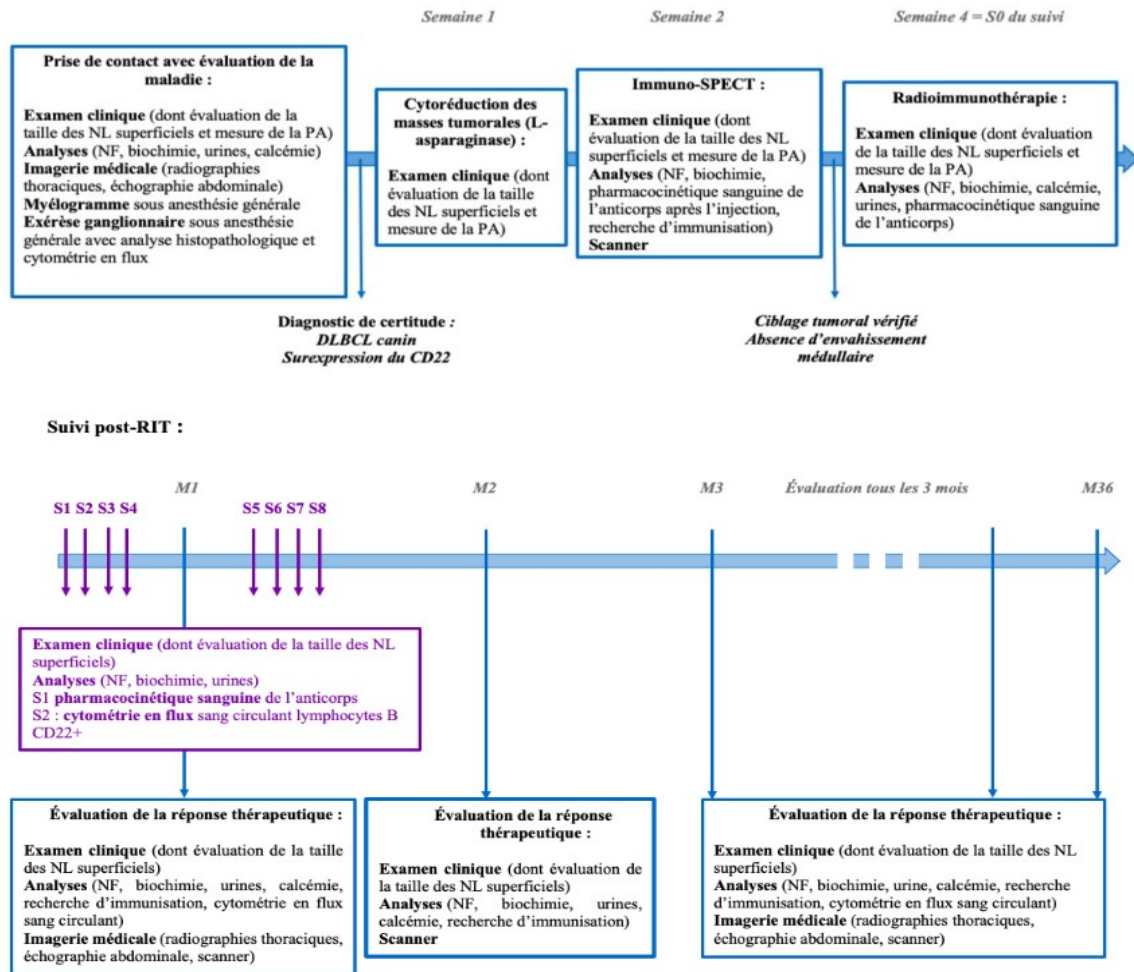 Semaine 1
Semaine 2
Semaine 4 = S0 du suivi
Prise de contact avec évaluation de la
maladie :
Examen clinique (dont évaluation de la
taille des NL superficiels et mesure de la PA)
Analyses (NF, biochimie, urines, calcémie)
Imagerie médicale (radiographies
thoraciques, échographie abdominale)
Myélogramme sous anesthésie générale
Exérèse ganglionnaire sous anesthésie
générale avec analyse histopathologique et
cytométrie en flux
Cytoréduction des
masses tumorales (L-
asparaginase) :
Examen clinique (dont
évaluation de la taille
des NL superficiels et
mesure de la PA)
Immuno-SPECT :
Examen clinique (dont
évaluation de la taille des NL
superficiels et mesure de la PA)
Analyses (NF, biochimie,
pharmacocinétique sanguine de
l'anticorps après l'injection,
recherche d'immunisation)
Scanner
Radioimmunothérapie :
Examen clinique (dont évaluation
de la taille des NL superficiels et
mesure de la PA)
Analyses (NF, biochimie, calcémie,
urines, pharmacocinétique sanguine
de l'anticorps)
Diagnostic de certitude :
DLBCL canin
Surexpression du CD22
Ciblage tumoral vérifié
Absence d'envahissement
médullaire
Suivi post-RIT :
M1
M2
M3
Évaluation tous les 3 mois
M36
S1 S2 S3 S4
S5 S6 S7 S8
Examen clinique (dont évaluation de la taille des NL
superficiels)
Analyses (NF, biochimie, urines)
S1 pharmacocinétique sanguine de l'anticorps
S2 : cytométrie en flux sang circulant lymphocytes B
CD22+
Évaluation de la réponse thérapeutique :
Examen clinique (dont évaluation de la taille
des NL superficiels)
Analyses (NF, biochimie, urines, calcémie,
recherche d'immunisation, cytométrie en flux
sang circulant)
Imagerie médicale (radiographies thoraciques,
échographie abdominale, scanner)
Évaluation de la réponse
thérapeutique :
Examen clinique (dont évaluation de
la taille des NL superficiels)
Analyses (NF, biochimie, urines,
calcémie, recherche d'immunisation)
Scanner
Évaluation de la réponse thérapeutique :
Examen clinique (dont évaluation de la taille des NL
superficiels)
Analyses (NF, biochimie, urine, calcémie, recherche
d'immunisation, cytométrie en flux sang circulant)
Imagerie médicale (radiographies thoraciques,
échographie abdominale, scanner)